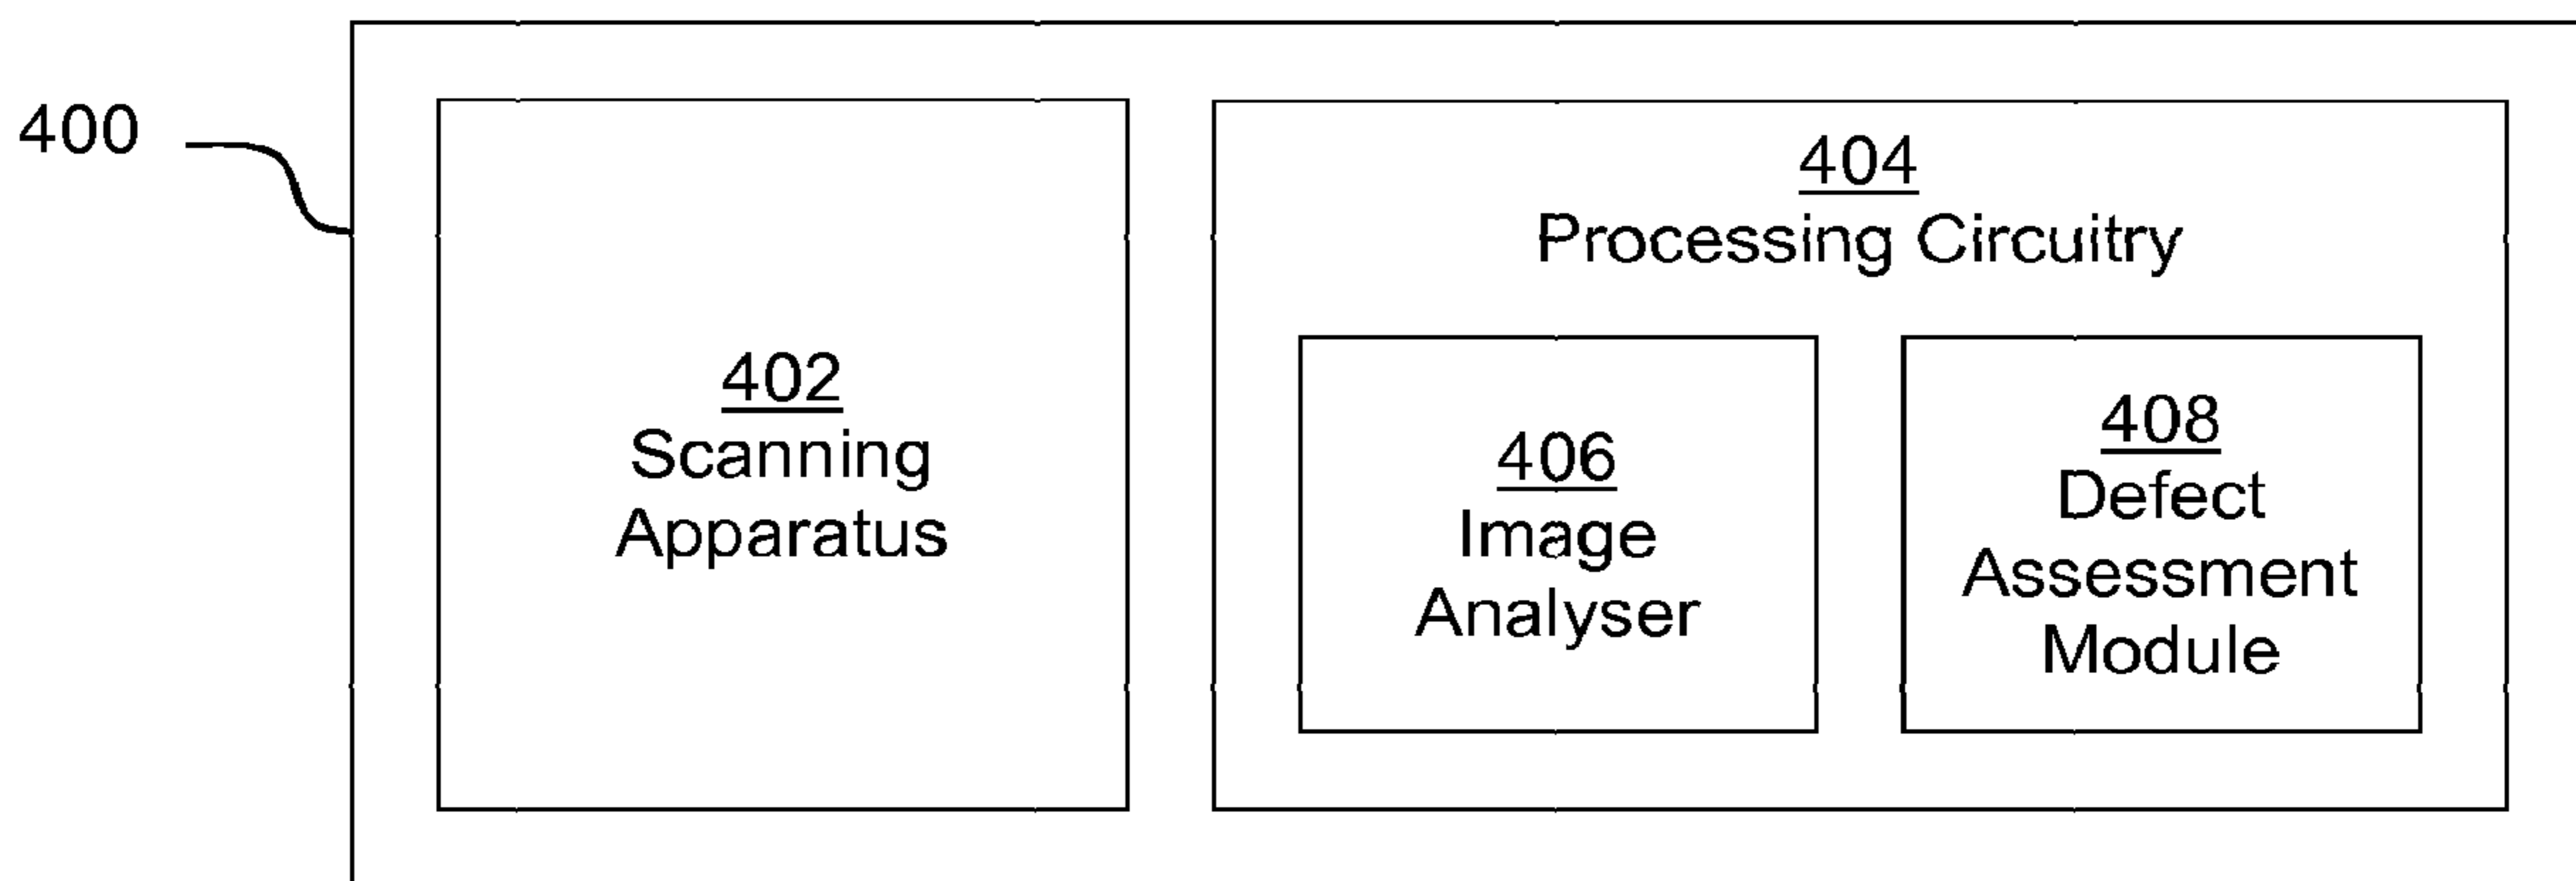 400
402
Scanning
Apparatus
404
Processing Circuitry
406
Image
Analyser
408
Defect
Assessment
Module